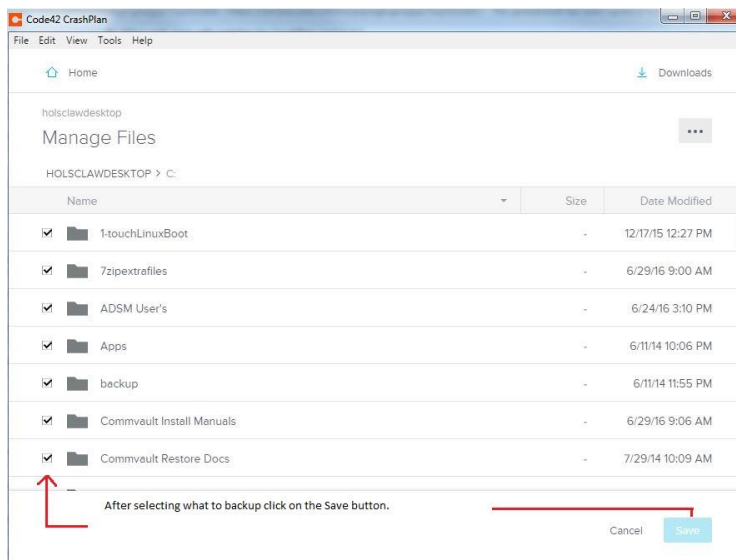 Code42 CrashPlan
File Edit View Tools Help
Home Downloads
holsclawdesktop
Manage Files
HOLSCLAWDESKTOP > C:
Name Size Date Modified
1-touchLinuxBoot - 12/17/15 12:27 PM
7zipextrafiles - 6/29/16 9:00 AM
ADSM User's - 6/24/16 3:10 PM
Apps - 6/11/14 10:06 PM
backup - 6/11/14 11:55 PM
Commvault Install Manuals - 6/29/16 9:06 AM
Commvault Restore Docs - 7/29/14 10:09 AM
After selecting what to backup click on the Save button.
Cancel Save